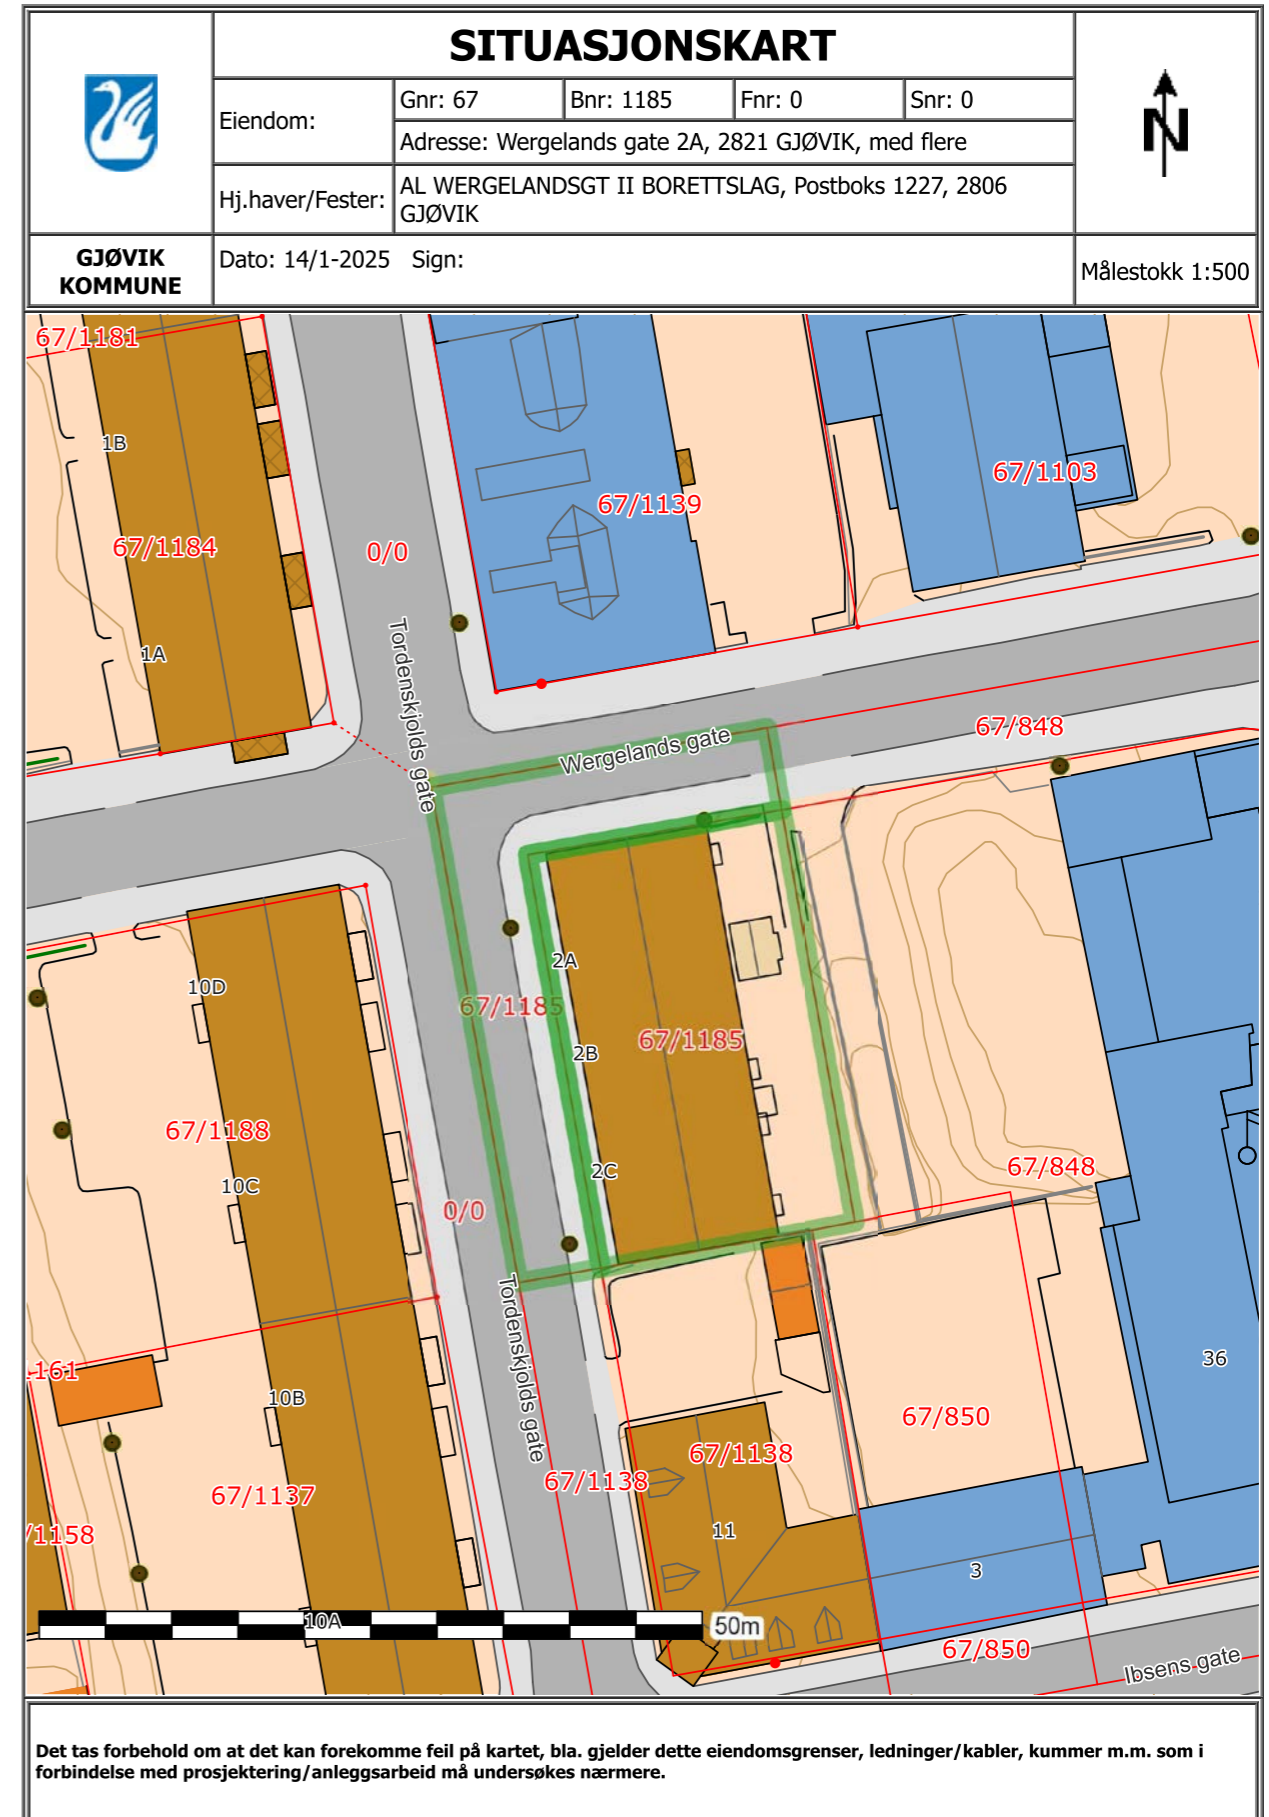 SITUASJONSKART
Eiendom:
Gnr: 67
Bnr: 1185
Fnr: 0
Snr: 0
Adresse: Wergelands gate 2A, 2821 GJØVIK, med flere
Hj.haver/Fester:
AL WERGELANDSGT II BORETTSLAG, Postboks 1227, 2806
GJØVIK
N
GJØVIK
KOMMUNE
Dato: 14/1-2025 Sign:
Målestokk 1:500
67/1181
1B
67/1184
1A
0/0
67/1139
67/1103
Tordenskjolds gate
Wergelands gate
67/848
10D
2A
67/1185
67/1185
2B
67/1188
10C
2C
67/848
0/0
Tordenskjolds gate
36
1161
10B
67/850
67/1138
67/1138
67/1137
/1158
11
3
10A
50m
67/850
Ibsens gate
Det tas forbehold om at det kan forekomme feil på kartet, bla. gjelder dette eiendomsgrenser, ledninger/kabler, kummer m.m. som i
forbindelse med prosjektering/anleggsarbeid må undersøkes nærmere.